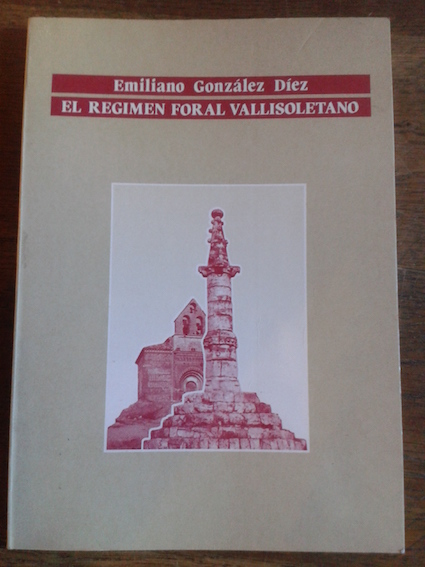 Emiliano González Díez
EL REGIMEN FORAL VALLISOLETANO